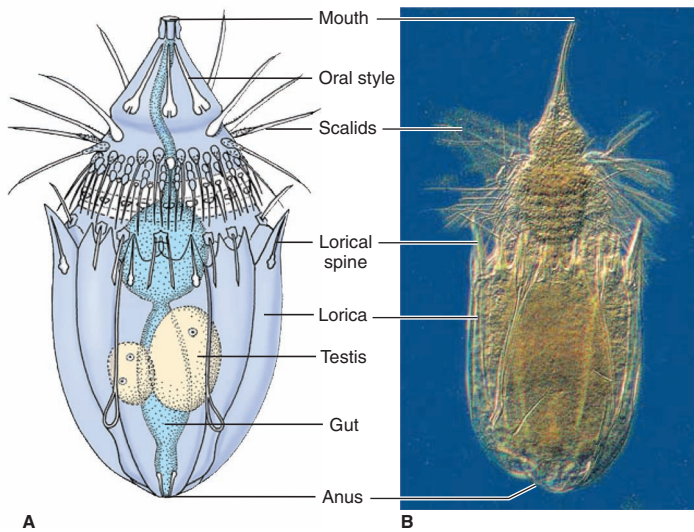 Mouth
Oral style
Scalids
Lorical
spine
Lorica
Testis
Gut
Anus
A
B